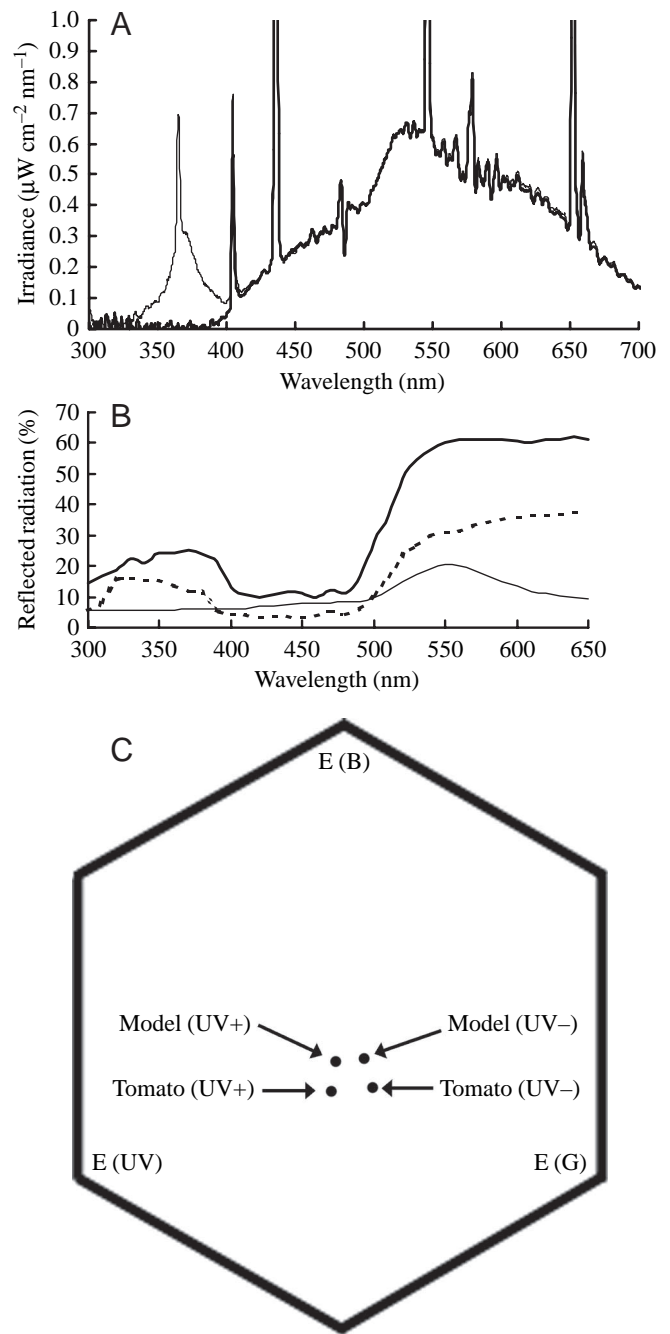 A
Irradiance (µW cm⁻² nm⁻¹)
1.0
0.9
0.8
0.7
0.6
0.5
0.4
0.3
0.2
0.1
0
300 350 400 450 500 550 600 650 700
Wavelength (nm)
B
Reflected radiation (%)
70
60
50
40
30
20
10
0
300 350 400 450 500 550 600 650
Wavelength (nm)
C
E (B)
Model (UV+) Model (UV–)
Tomato (UV+) Tomato (UV–)
E (UV) E (G)